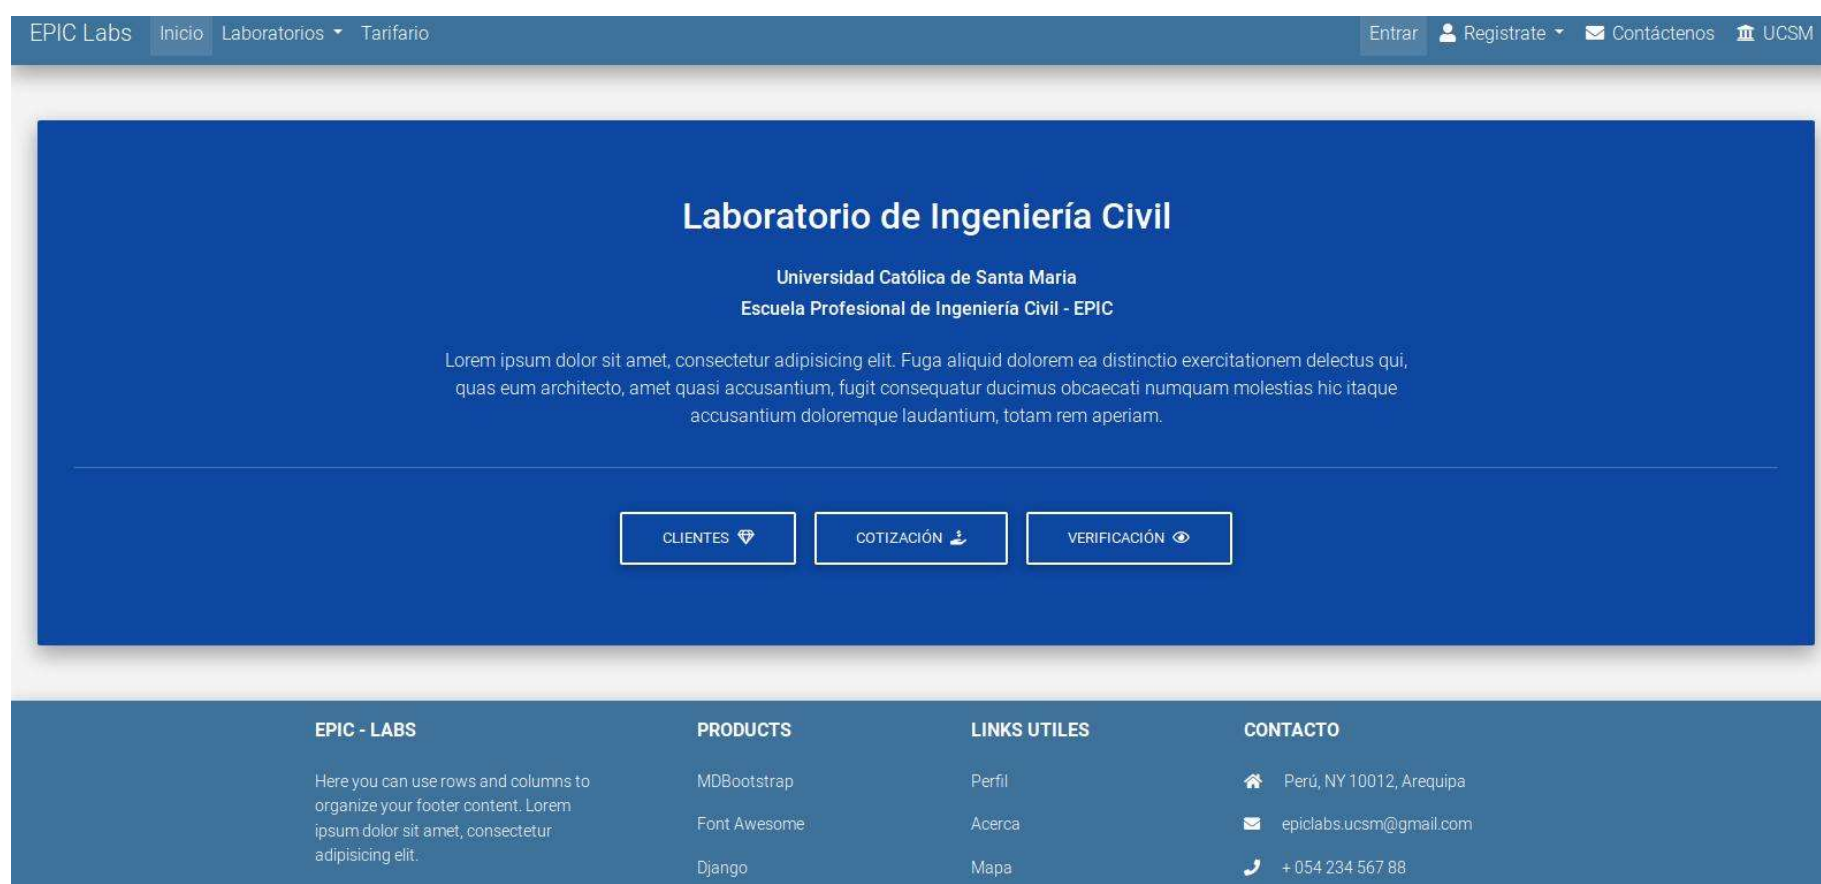 EPIC Labs Inicio Laboratorios Tarifario Entrar Registrate Contáctenos UCSM
Laboratorio de Ingeniería Civil
Universidad Católica de Santa Maria
Escuela Profesional de Ingeniería Civil - EPIC
Lorem ipsum dolor sit amet, consectetur adipisicing elit. Fuga aliquid dolorem ea distinctio exercitationem delectus qui,
quas eum architecto, amet quasi accusantium, fugit consequatur ducimus obcaecati numquam molestias hic itaque
accusantium doloremque laudantium, totam rem aperiam.
CLIENTES COTIZACIÓN VERIFICACIÓN
EPIC - LABS
Here you can use rows and columns to
organize your footer content. Lorem
ipsum dolor sit amet, consectetur
adipisicing elit.
PRODUCTS
MDBootstrap
Font Awesome
Django
LINKS UTILES
Perfil
Acerca
Mapa
CONTACTO
Perú, NY 10012, Arequipa
epiclabs.ucsm@gmail.com
+ 054 234 567 88